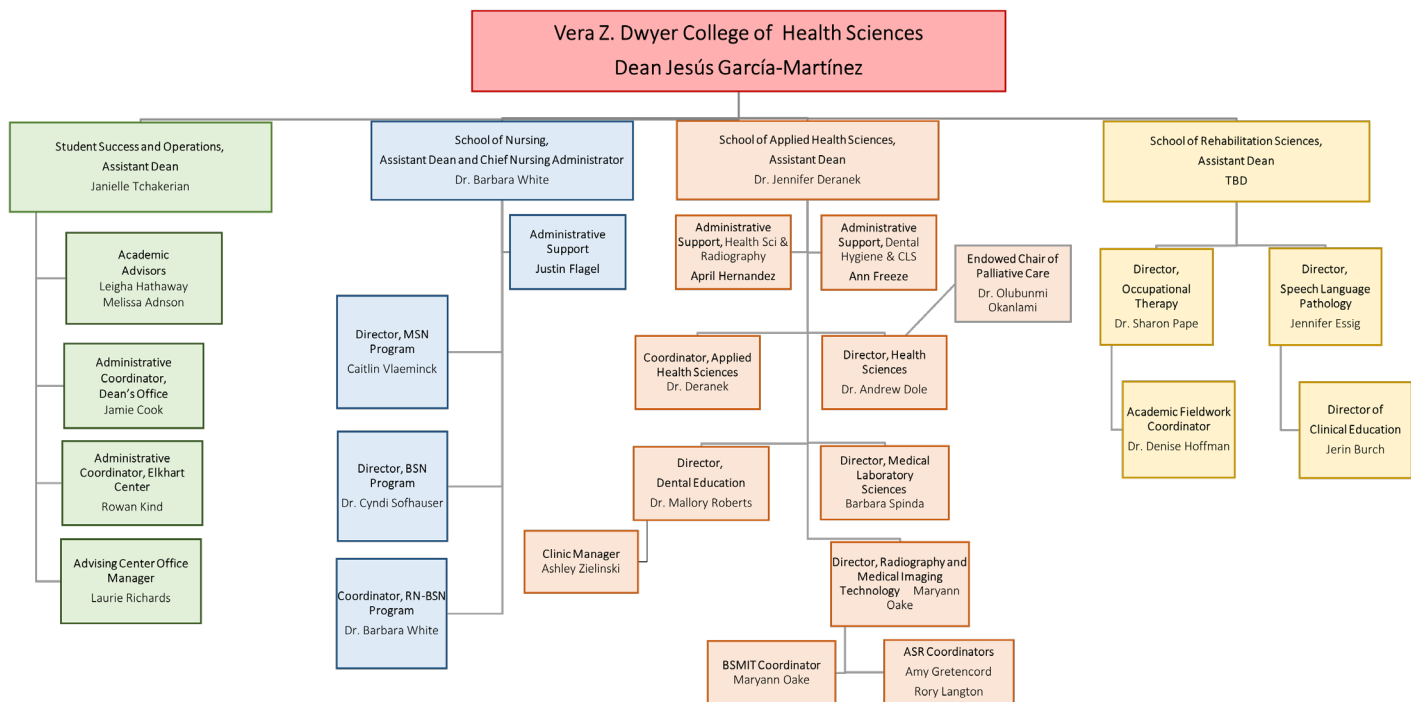 Vera Z. Dwyer College of Health Sciences
Dean Jesús García-Martínez
Student Success and Operations,
Assistant Dean
Janielle Tchakerian
Academic
Advisors
Leigha Hathaway
Melissa Adnson
Administrative
Coordinator,
Dean's Office
Jamie Cook
Administrative
Coordinator, Elkhart
Center
Rowan Kind
Advising Center Office
Manager
Laurie Richards
School of Nursing,
Assistant Dean and Chief Nursing Administrator
Dr. Barbara White
Administrative
Support
Justin Flagel
Director, MSN
Program
Caitlin Vlaeminck
Director, BSN
Program
Dr. Cyndi Sofhauser
Coordinator, RN-BSN
Program
Dr. Barbara White
School of Applied Health Sciences,
Assistant Dean
Dr. Jennifer Deranek
Administrative
Support, Health Sci &
Radiography
April Hernandez
Administrative
Support, Dental
Hygiene & CLS
Ann Freeze
Endowed Chair of
Palliative Care
Dr. Olubunmi
Okanlami
Coordinator, Applied
Health Sciences
Dr. Deranek
Director, Health
Sciences
Dr. Andrew Dole
Director,
Dental Education
Dr. Mallory Roberts
Director, Medical
Laboratory
Sciences
Barbara Spinda
Clinic Manager
Ashley Zielinski
Director, Radiography and
Medical Imaging
Technology Maryann
Oake
BSMIT Coordinator
Maryann Oake
ASR Coordinators
Amy Gretencord
Rory Langton
School of Rehabilitation Sciences,
Assistant Dean
TBD
Director,
Occupational
Therapy
Dr. Sharon Pape
Director,
Speech Language
Pathology
Jennifer Essig
Academic Fieldwork
Coordinator
Dr. Denise Hoffman
Director of
Clinical Education
Jerin Burch